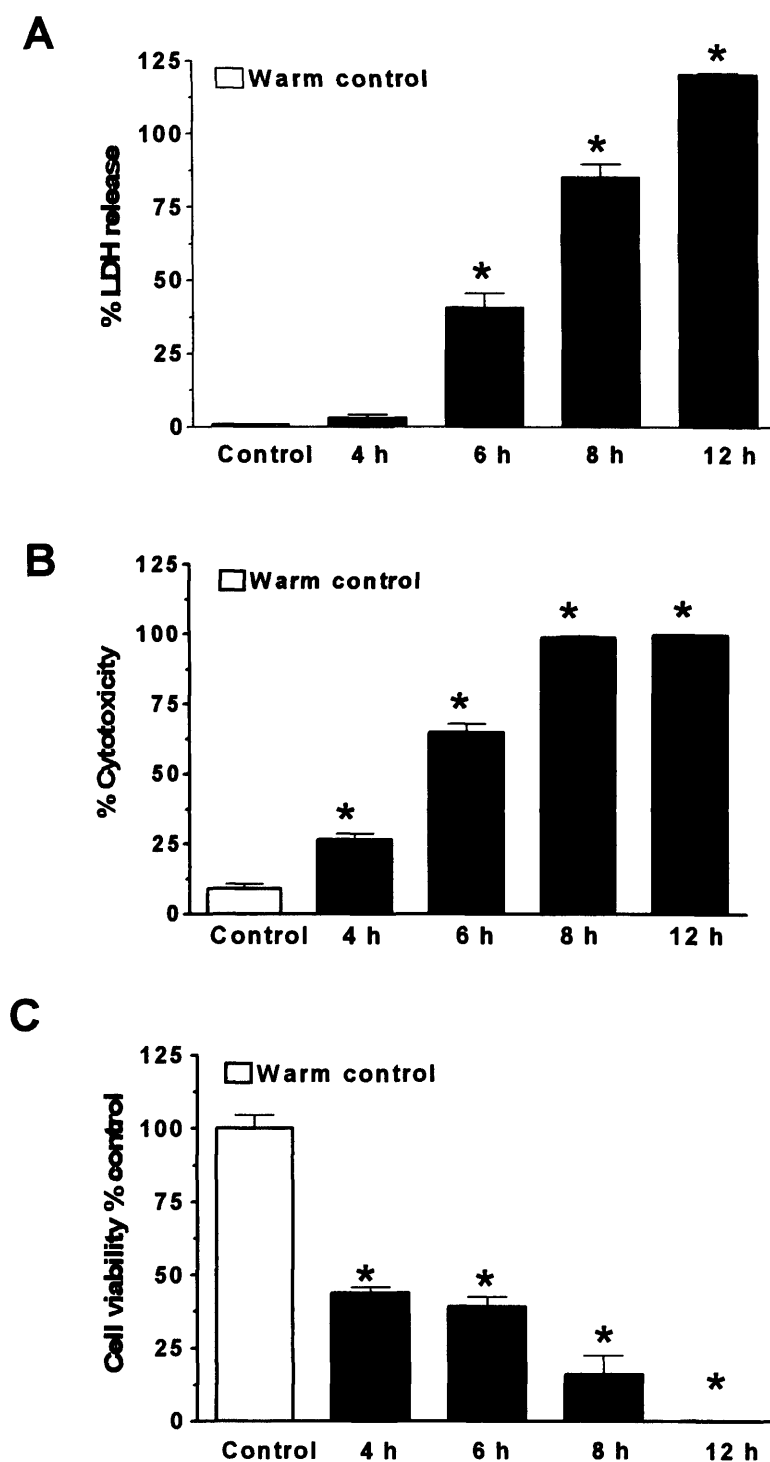 A
125
100
75
50
25
0
% LDH release
Warm control
*
*
*
Control 4 h 6 h 8 h 12 h
B
125
100
75
50
25
0
% Cytotoxicity
Warm control
*
*
*
*
Control 4 h 6 h 8 h 12 h
C
125
100
75
50
25
0
Cell viability % control
Warm control
*
*
*
*
Control 4 h 6 h 8 h 12 h